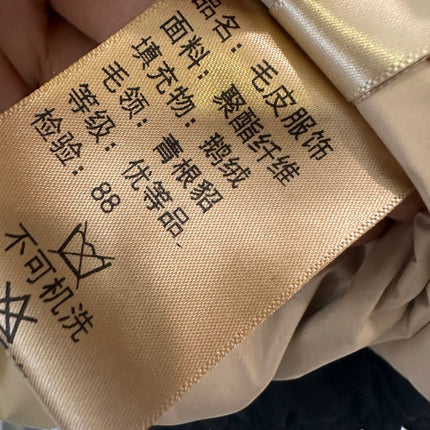 品名：毛皮服饰
面料：聚酯纤维
填充物：鹅绒
毛领：青根貂
等级：优等品
检验：88
不可机洗